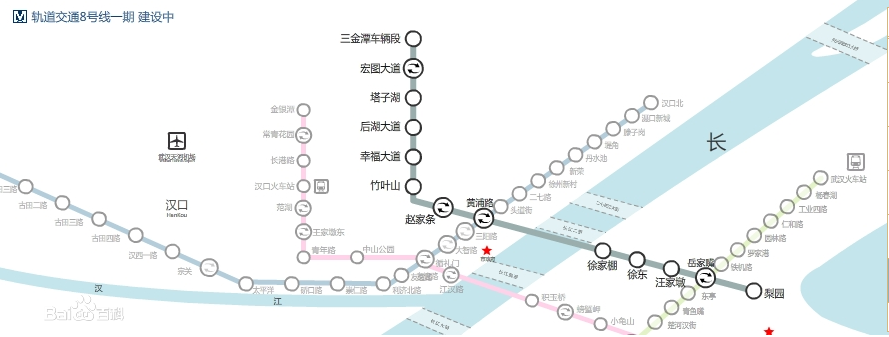 轨道交通8号线一期 建设中
三金潭车辆段
宏图大道
塔子湖
后湖大道
幸福大道
竹叶山
赵家条
黄浦路
徐家棚
徐东
汪家墩
岳家嘴
梨园
金银湖
常青花园
长港路
汉口火车站
范湖
王家墩东
青年路
中山公园
循礼门
江汉路
积玉桥
螃蟹岬
小龟山
汉口北
滠口新城
滕子岗
堤角
新荣
丹水池
徐州新村
二七路
头道街
三阳路
大智路
友谊路
利济北路
崇仁路
硚口路
太平洋
宗关
汉西一路
古田四路
古田三路
古田二路
武汉火车站
杨春湖
工业四路
仁和路
园林路
罗家港
铁机路
东亭
青鱼嘴
楚河汉街
汉口
HanKou
长
汉
江
Bai 百科